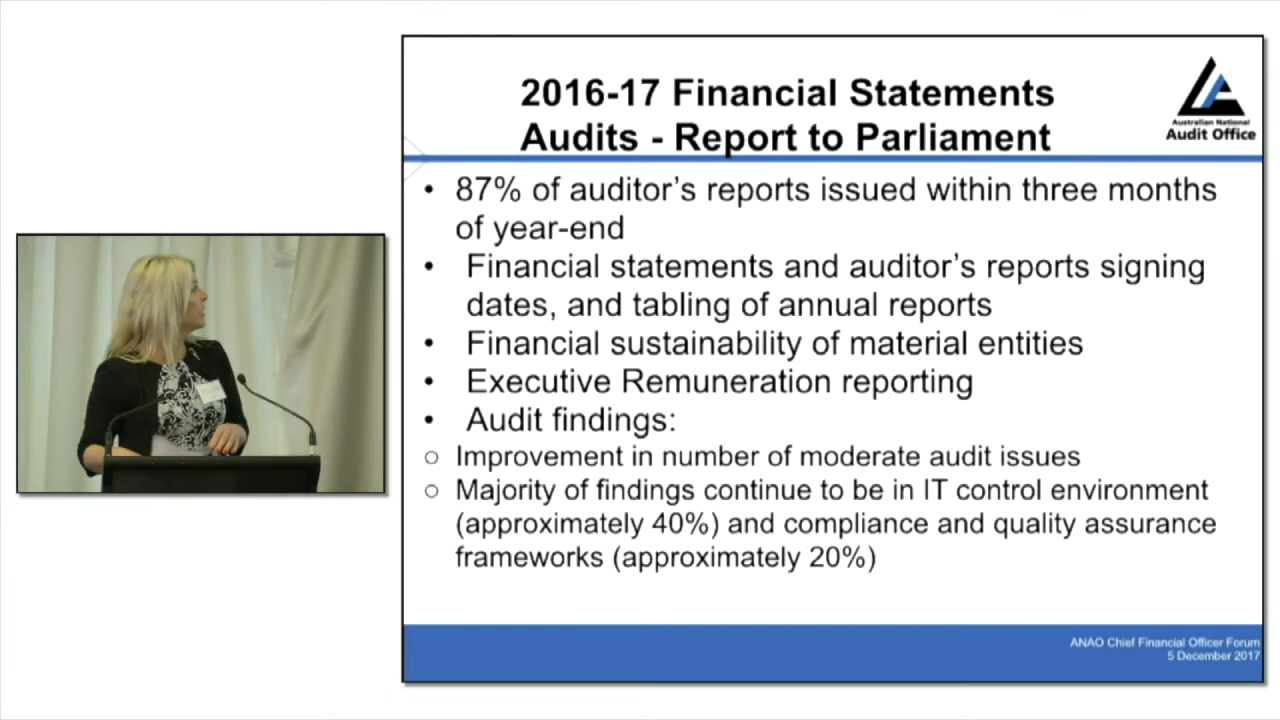 2016-17 Financial Statements
Audits - Report to Parliament
Australian National
Audit Office
• 87% of auditor's reports issued within three months
of year-end
• Financial statements and auditor's reports signing
dates, and tabling of annual reports
• Financial sustainability of material entities
• Executive Remuneration reporting
• Audit findings:
○ Improvement in number of moderate audit issues
○ Majority of findings continue to be in IT control environment
(approximately 40%) and compliance and quality assurance
frameworks (approximately 20%)
ANAO Chief Financial Officer Forum
5 December 2017